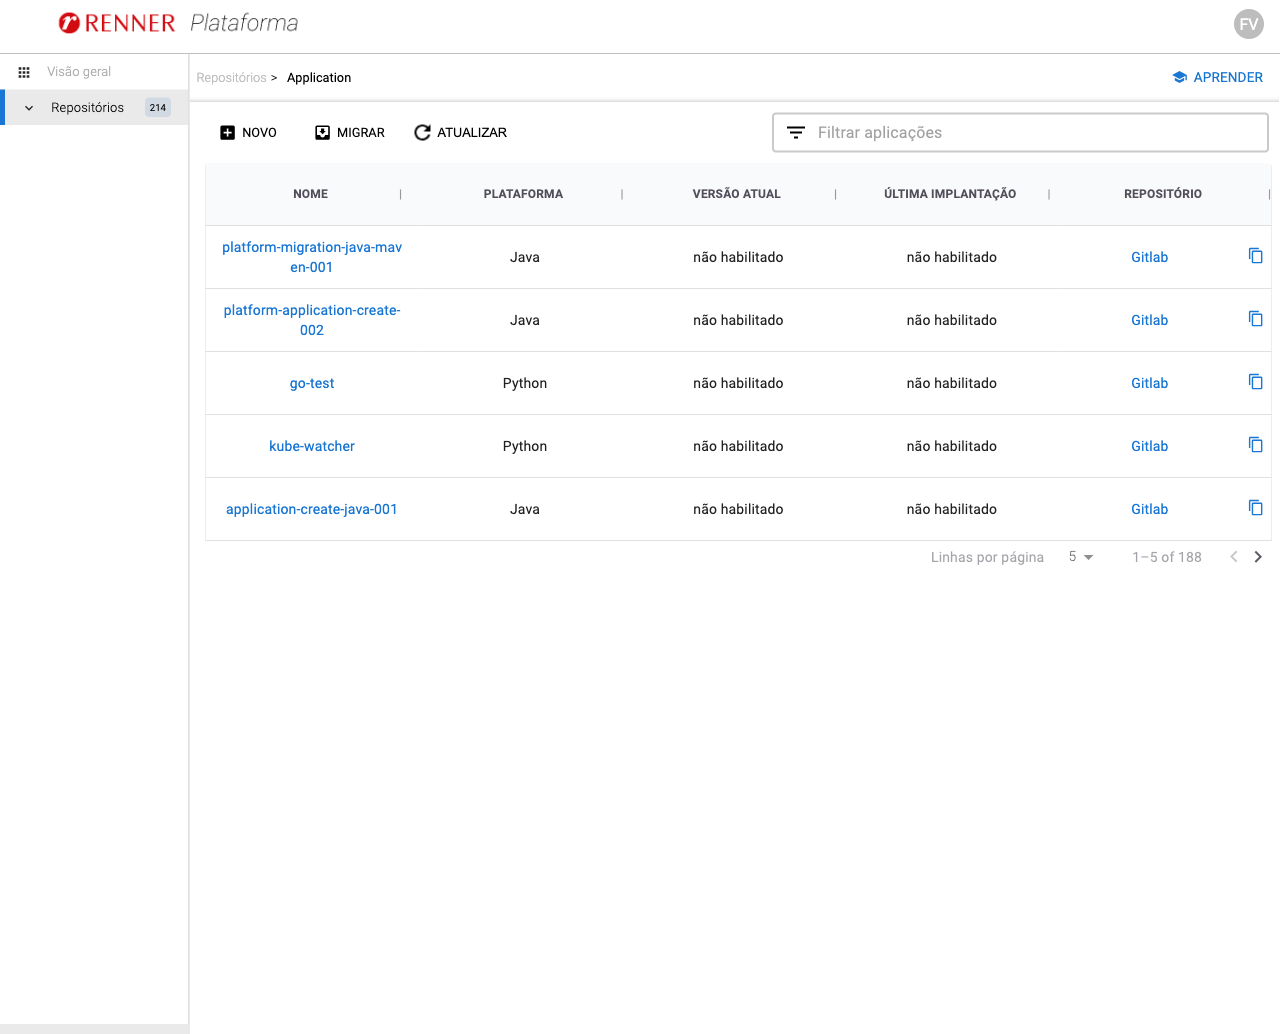 RENNER Plataforma
FV
Visão geral
Repositórios 214
Repositórios > Application
APRENDER
NOVO MIGRAR ATUALIZAR
Filtrar aplicações
NOME | PLATAFORMA | VERSÃO ATUAL | ÚLTIMA IMPLANTAÇÃO | REPOSITÓRIO |
platform-migration-java-mav
en-001
Java não habilitado não habilitado Gitlab
platform-application-create-
002
Java não habilitado não habilitado Gitlab
go-test Python não habilitado não habilitado Gitlab
kube-watcher Python não habilitado não habilitado Gitlab
application-create-java-001 Java não habilitado não habilitado Gitlab
Linhas por página 5 1–5 of 188